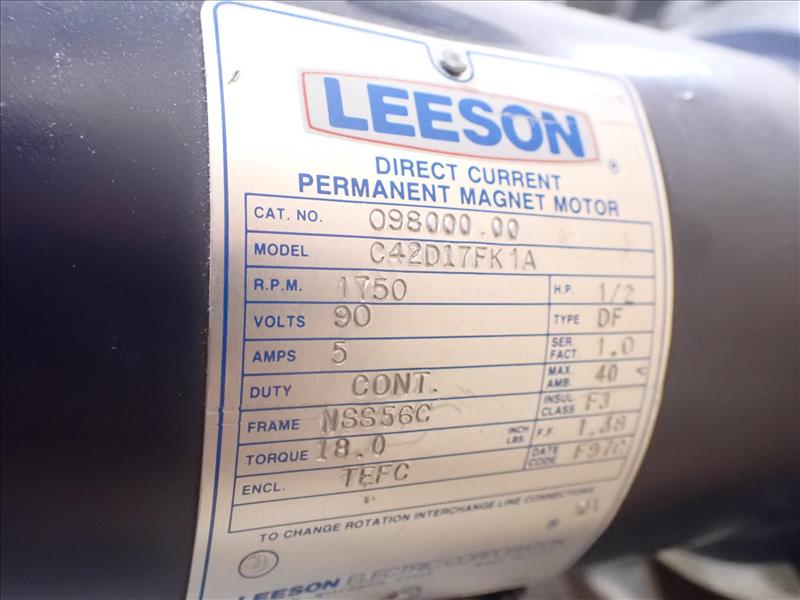 LEESON
®
DIRECT CURRENT
PERMANENT MAGNET MOTOR
CAT. NO. 098000.00
MODEL C42D17FK1A
R.P.M. 1750 H.P. 1/2
VOLTS 90 TYPE DF
AMPS 5 SER. FACT. 1.0
DUTY CONT. MAX. AMB. 40
FRAME NSS56C INSUL CLASS F3
TORQUE 18.0 INCH LBS. F.F. 1.38
ENCL. TEFC DATE CODE F97C
TO CHANGE ROTATION INTERCHANGE LINE CONNECTIONS
LEESON ELECTRIC CORPORATION